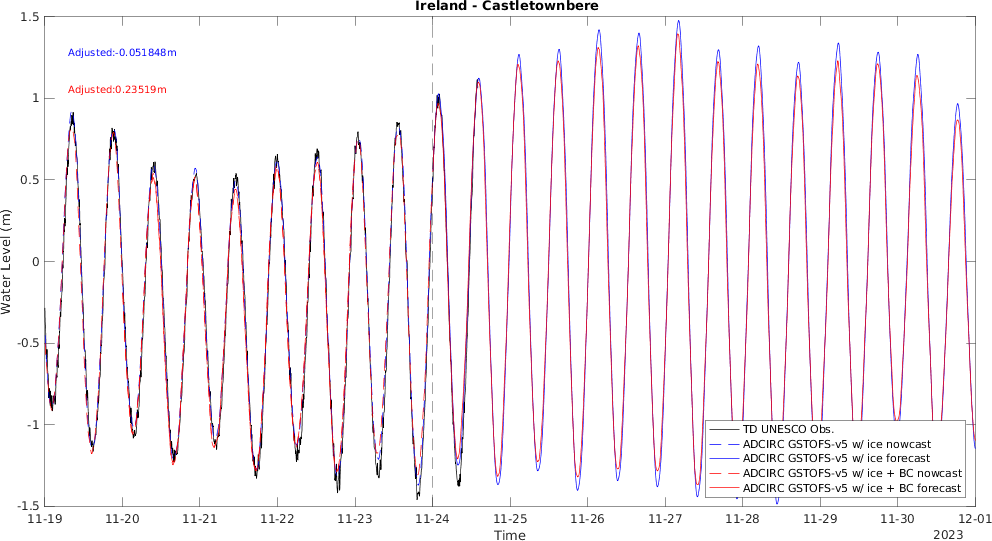 Ireland - Castletownbere
Adjusted:-0.051848m
Adjusted:0.23519m
Water Level (m)
1.5
1
0.5
0
-0.5
-1
-1.5
TD UNESCO Obs.
ADCIRC GSTOFS-v5 w/ ice nowcast
ADCIRC GSTOFS-v5 w/ ice forecast
ADCIRC GSTOFS-v5 w/ ice + BC nowcast
ADCIRC GSTOFS-v5 w/ ice + BC forecast
11-19 11-20 11-21 11-22 11-23 11-24 11-25 11-26 11-27 11-28 11-29 11-30 12-01
Time
2023